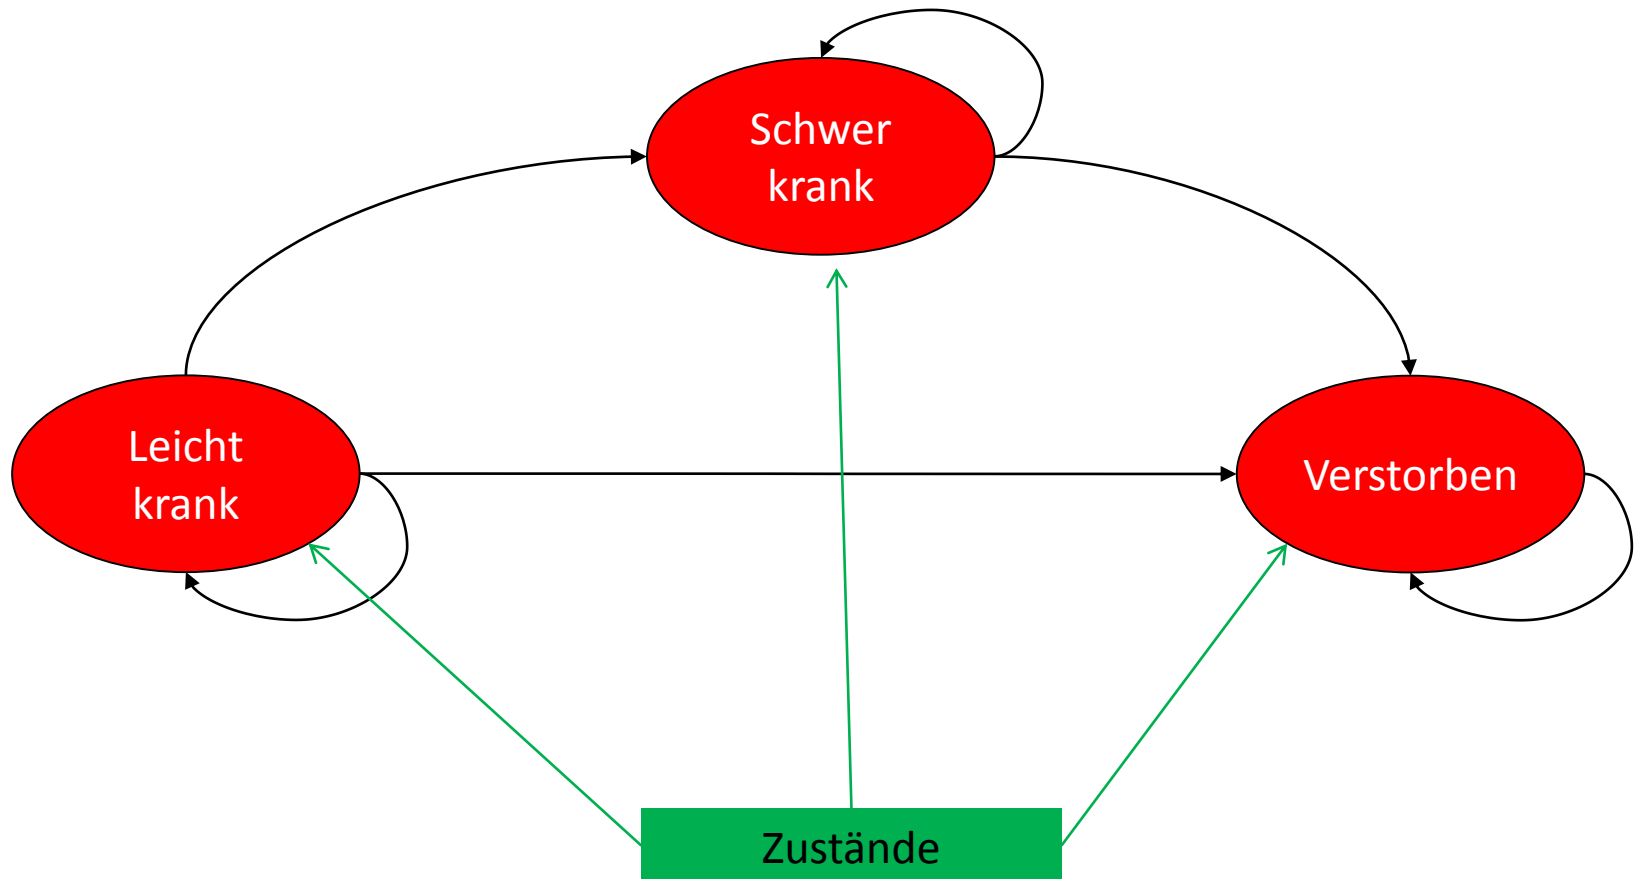 Schwer
krank
Leicht
krank
Verstorben
Zustände